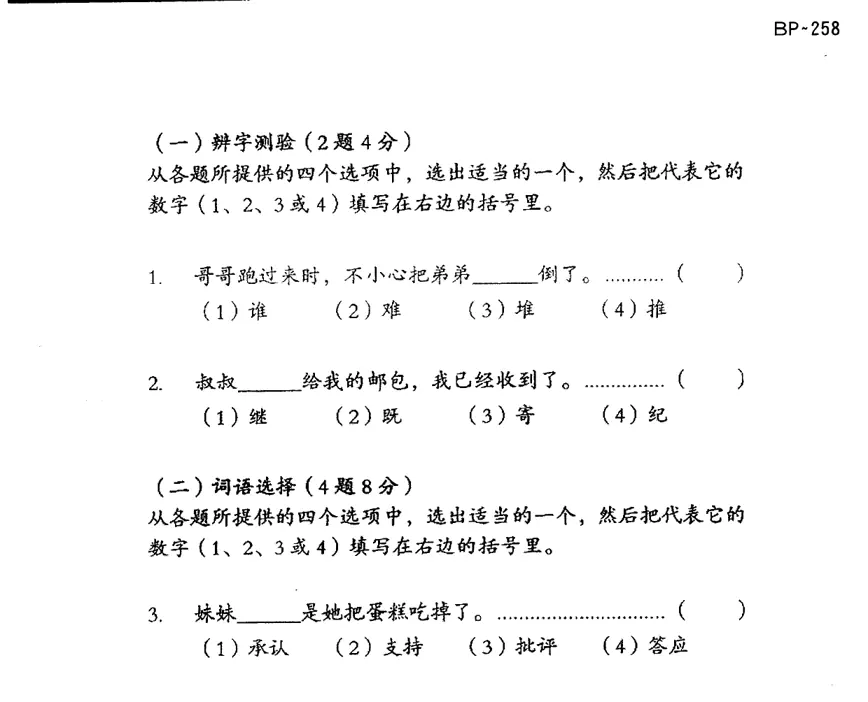 BP~258
（一）辨字测验（2题4分）
从各题所提供的四个选项中，选出适当的一个，然后把代表它的
数字（1、2、3或4）填写在右边的括号里。
1. 哥哥跑过来时，不小心把弟弟______倒了。 ...........（ ）
（1）谁 （2）难 （3）堆 （4）推
2. 叔叔______给我的邮包，我已经收到了。 ...............（ ）
（1）继 （2）既 （3）寄 （4）纪
（二）词语选择（4题8分）
从各题所提供的四个选项中，选出适当的一个，然后把代表它的
数字（1、2、3或4）填写在右边的括号里。
3. 妹妹______是她把蛋糕吃掉了。 ...............................（ ）
（1）承认 （2）支持 （3）批评 （4）答应